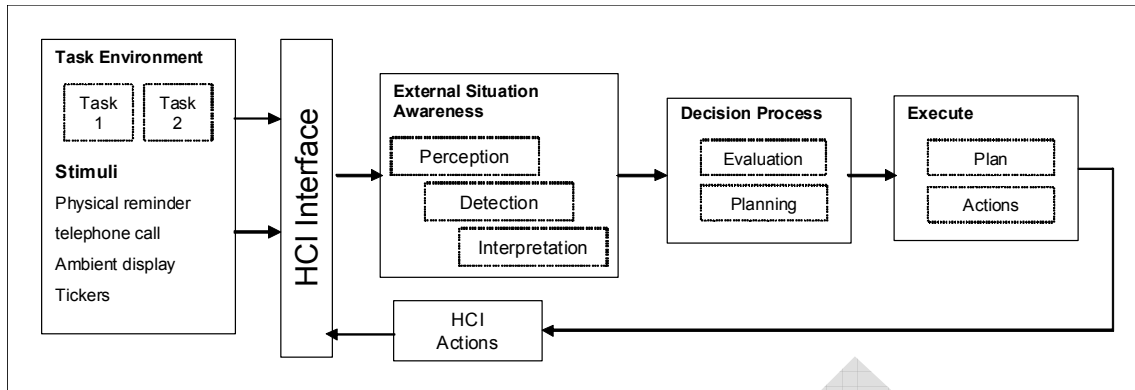 Task Environment
Task
1
Task
2
Stimuli
Physical reminder
telephone call
Ambient display
Tickers
HCI Interface
External Situation
Awareness
Perception
Detection
Interpretation
Decision Process
Evaluation
Planning
Execute
Plan
Actions
HCI
Actions